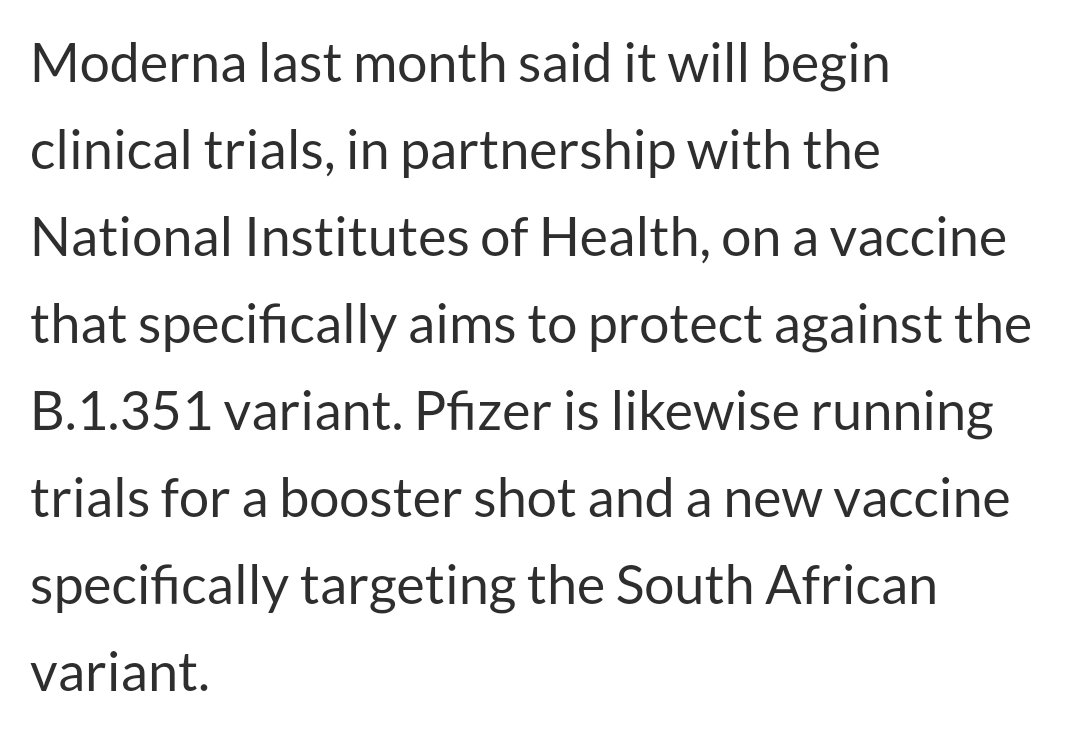 Moderna last month said it will begin
clinical trials, in partnership with the
National Institutes of Health, on a vaccine
that specifically aims to protect against the
B.1.351 variant. Pfizer is likewise running
trials for a booster shot and a new vaccine
specifically targeting the South African
variant.